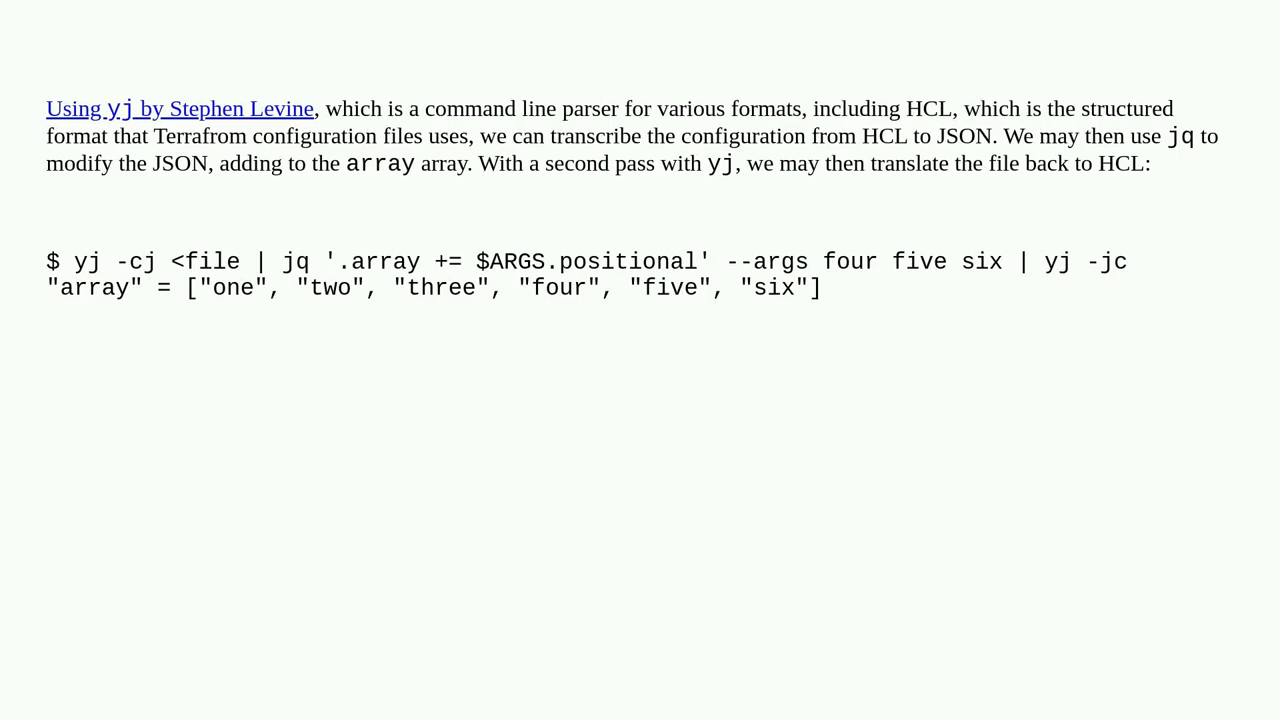 Using yj by Stephen Levine, which is a command line parser for various formats, including HCL, which is the structured
format that Terrafrom configuration files uses, we can transcribe the configuration from HCL to JSON. We may then use jq to
modify the JSON, adding to the array array. With a second pass with yj, we may then translate the file back to HCL:
$ yj -cj <file | jq '.array += $ARGS.positional' --args four five six | yj -jc
"array" = ["one", "two", "three", "four", "five", "six"]